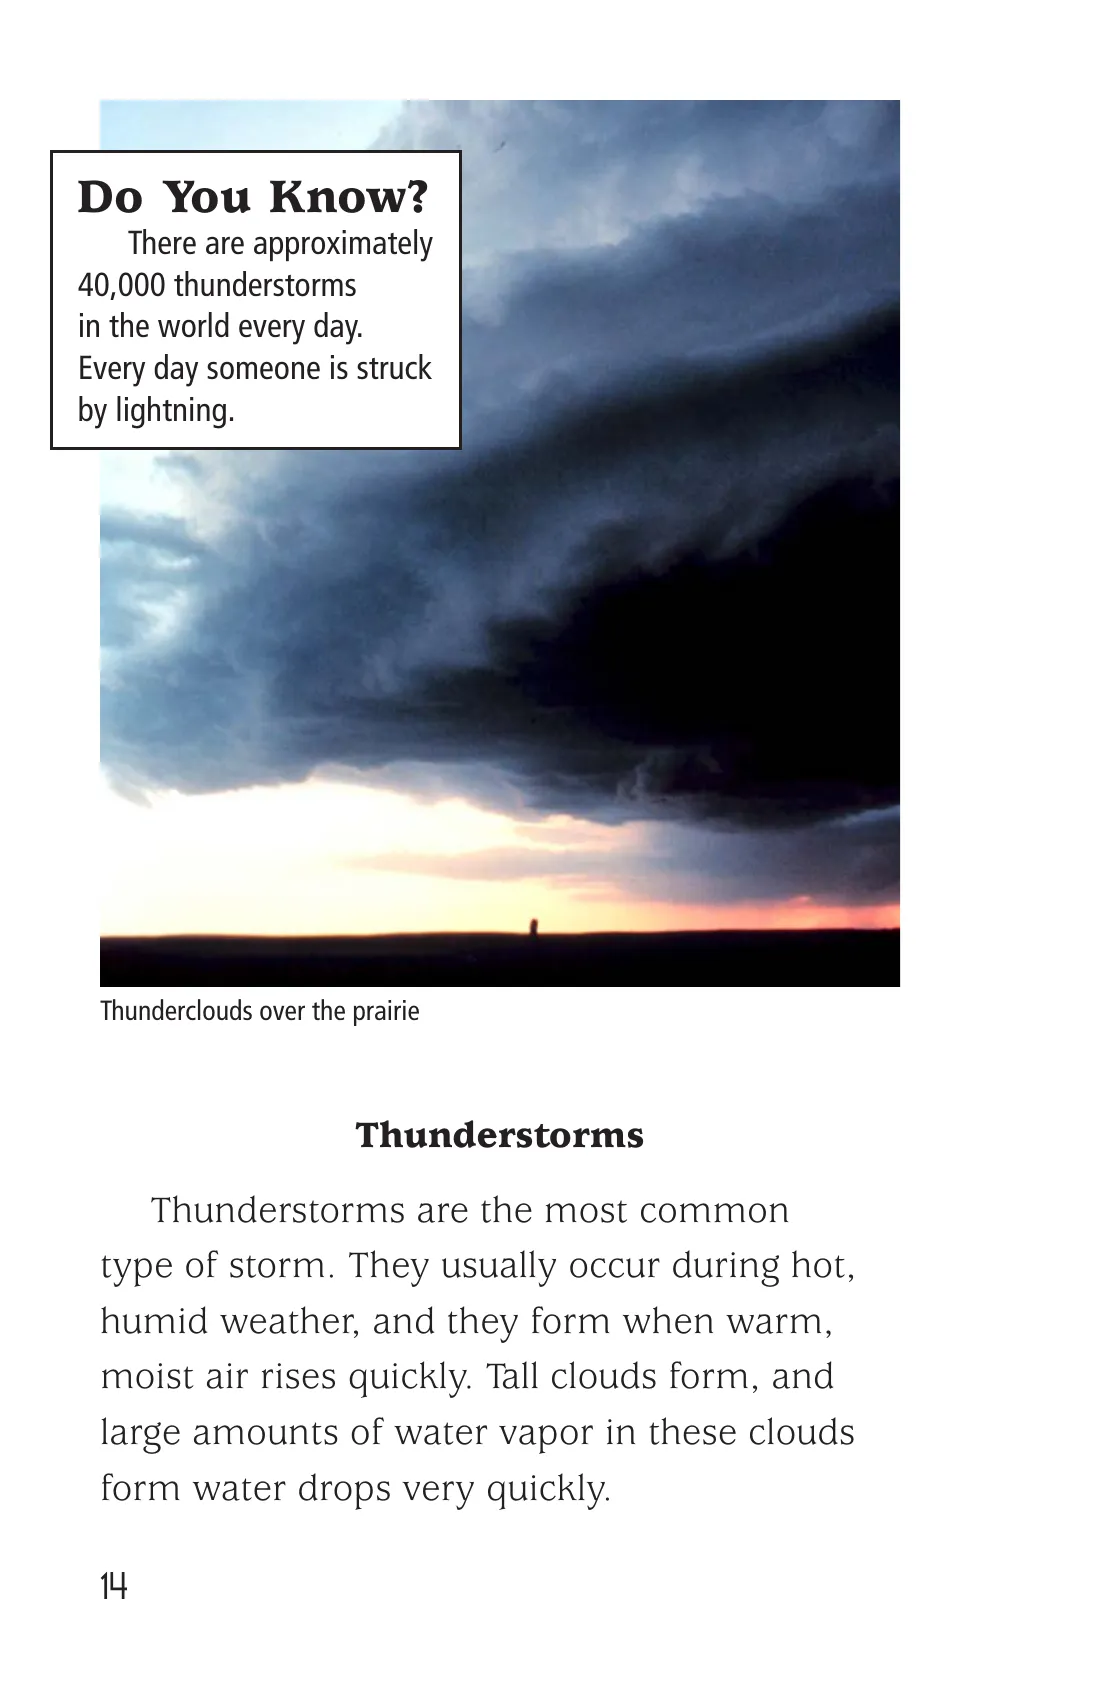 Do You Know?
There are approximately
40,000 thunderstorms
in the world every day.
Every day someone is struck
by lightning.
Thunderclouds over the prairie
Thunderstorms
Thunderstorms are the most common
type of storm. They usually occur during hot,
humid weather, and they form when warm,
moist air rises quickly. Tall clouds form, and
large amounts of water vapor in these clouds
form water drops very quickly.
14